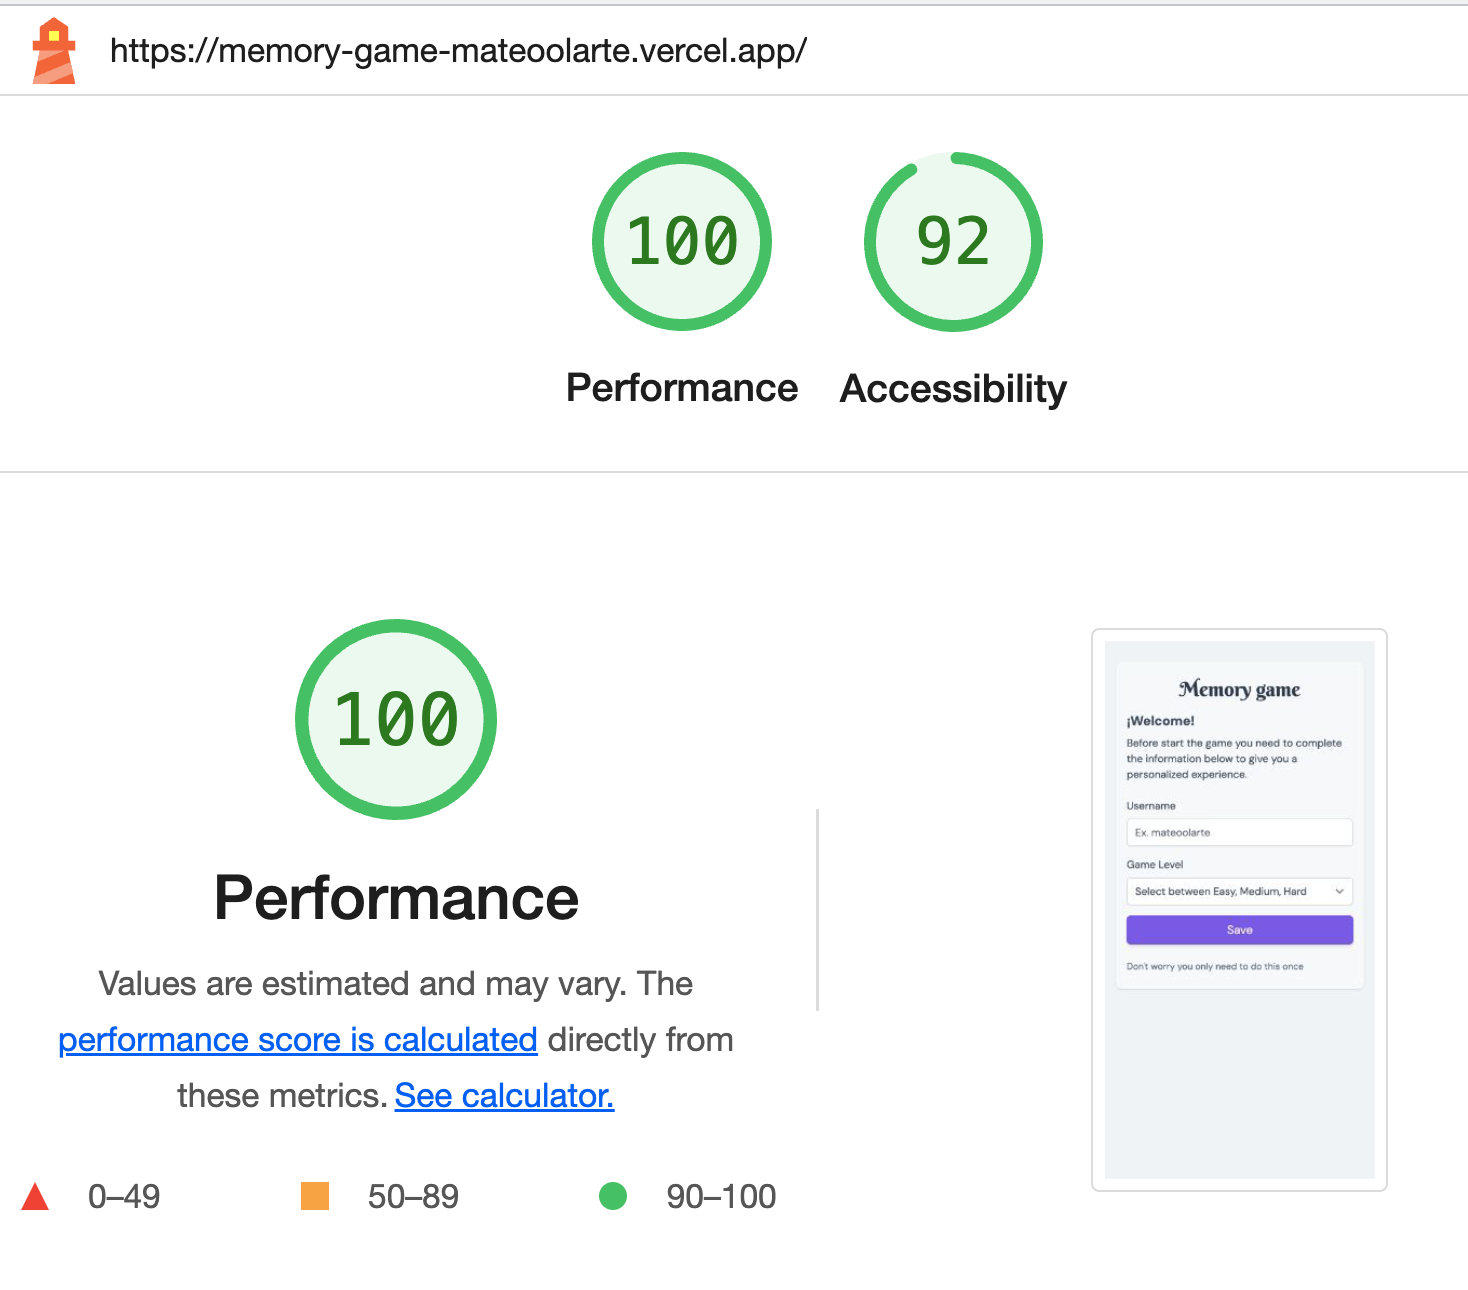 https://memory-game-mateoolarte.vercel.app/
100
92
Performance
Accessibility
100
Performance
Values are estimated and may vary. The
performance score is calculated directly from
these metrics. See calculator.
0–49
50–89
90–100
Memory game
¡Welcome!
Before start the game you need to complete
the information below to give you a
personalized experience.
Username
Ex. mateoolarte
Game Level
Select between Easy, Medium, Hard
Save
Don't worry you only need to do this once